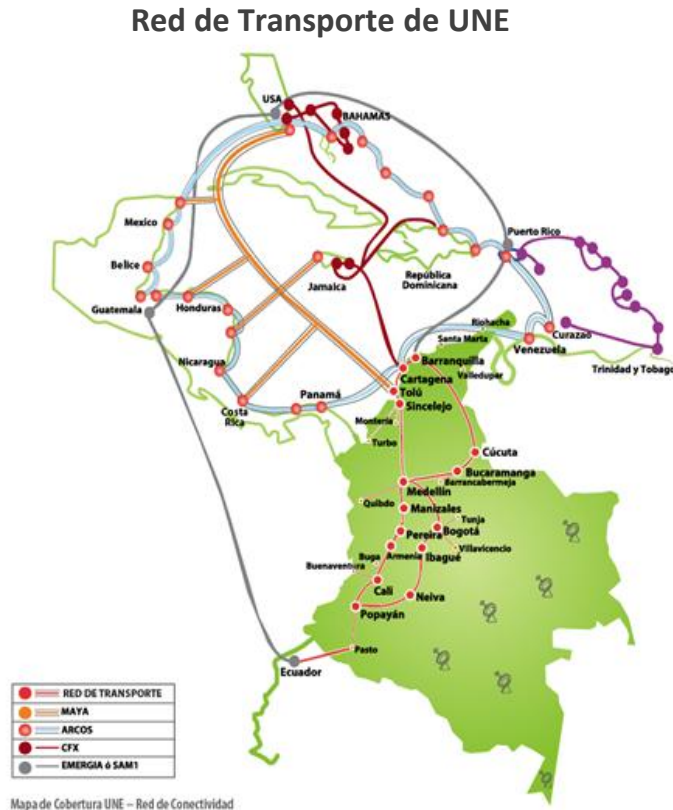 Red de Transporte de UNE
USA
BAHAMAS
Mexico
Puerto Rico
Belice
República
Dominicana
Jamaica
Guatemala
Honduras
Riohacha
Curazao
Santa Marta
Venezuela
Barranquilla
Nicaragua
Cartagena
Valledupar
Trinidad y Tobago
Costa
Rica
Panamá
Tolú
Sincelejo
Montería
Turbo
Cúcuta
Bucaramanga
Medellín
Barrancabermeja
Quibdo
Manizales
Tunja
Pereira
Bogotá
Buga
Armenia
Villavicencio
Buenaventura
Ibagué
Cali
Neiva
Popayán
Pasto
Ecuador
RED DE TRANSPORTE
MAYA
ARCOS
CFX
EMERGIA ó SAM1
Mapa de Cobertura UNE – Red de Conectividad